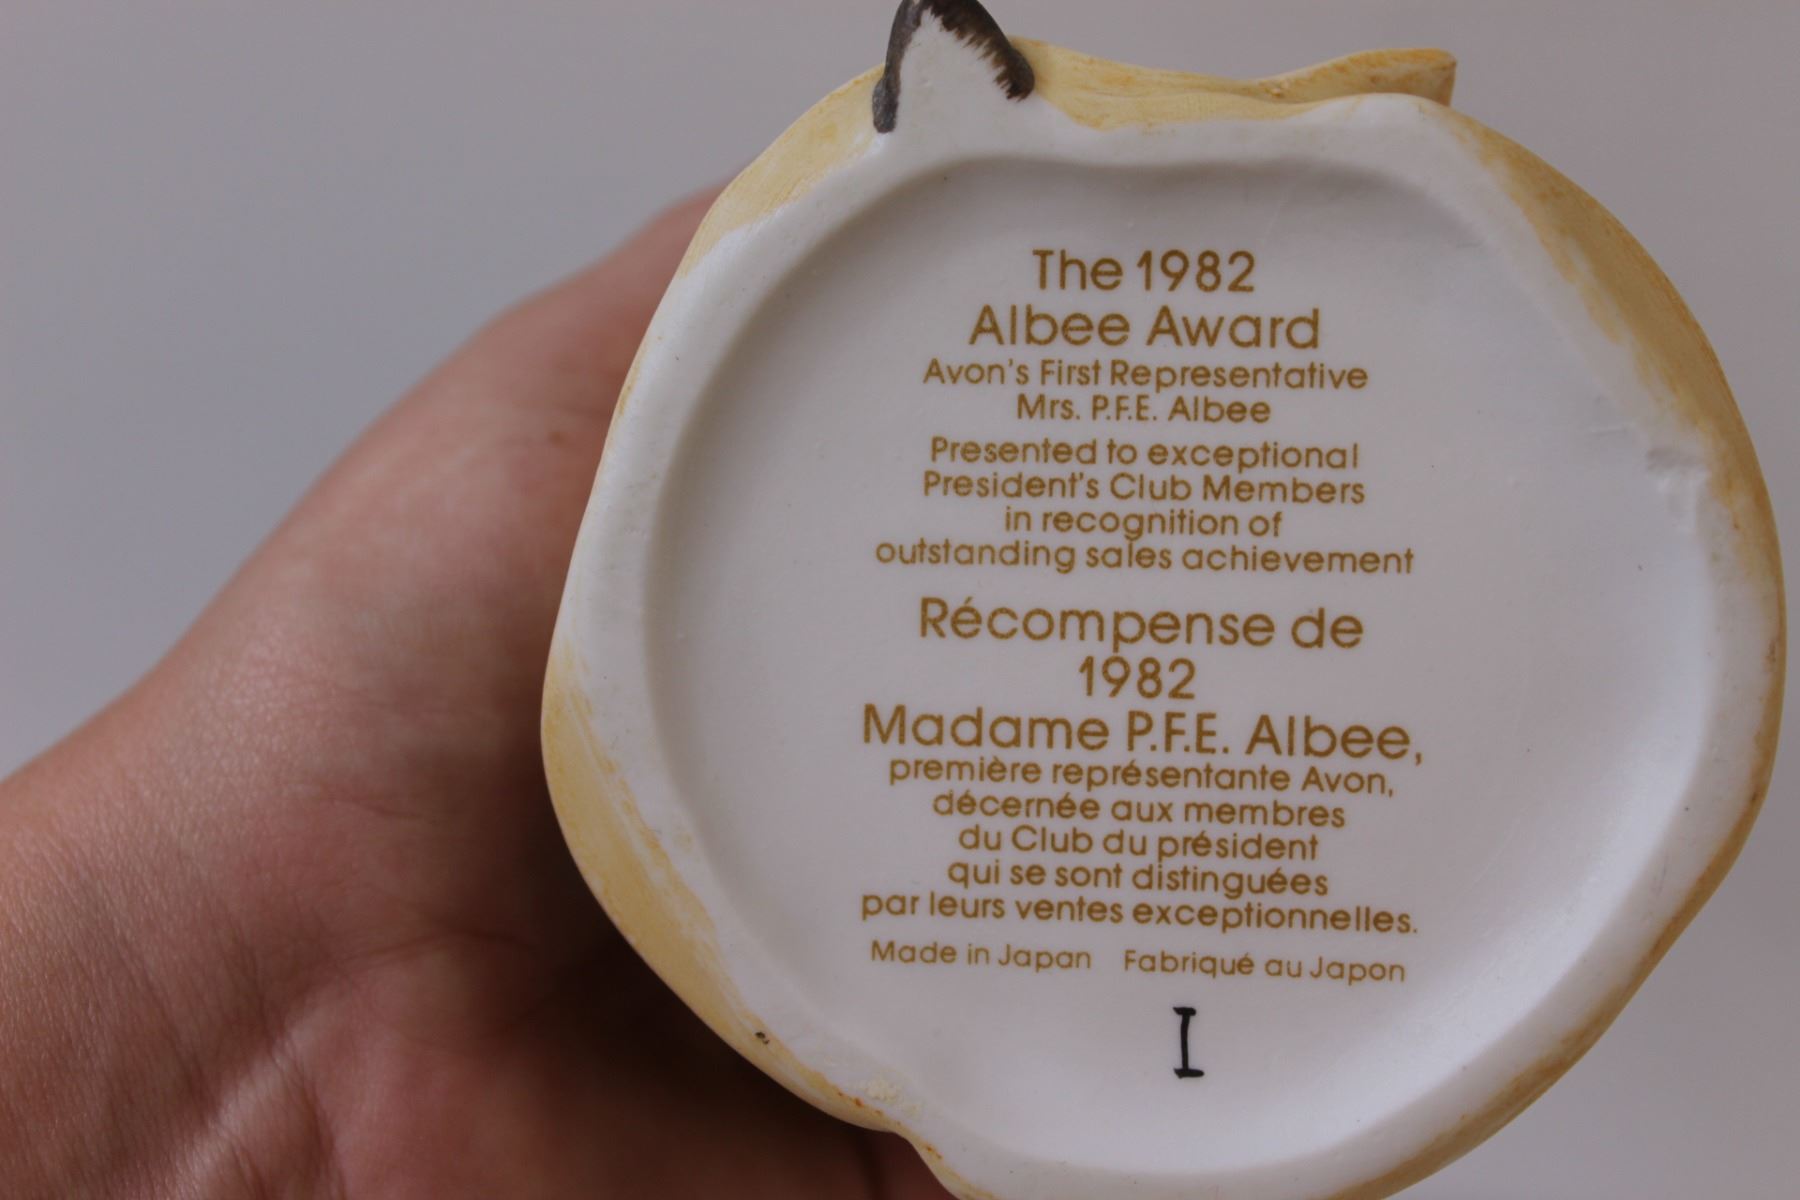 The 1982
Albee Award
Avon's First Representative
Mrs. P.F.E. Albee
Presented to exceptional
President's Club Members
in recognition of
outstanding sales achievement
Récompense de
1982
Madame P.F.E. Albee,
première représentante Avon,
décernée aux membres
du Club du président
qui se sont distinguées
par leurs ventes exceptionnelles.
Made in Japan Fabriqué au Japon
I